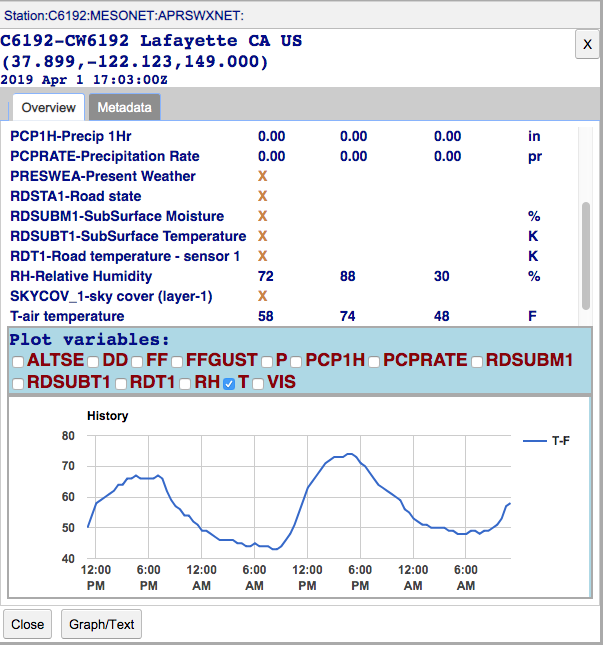 Station:C6192:MESONET:APRSWXNET:
C6192-CW6192 Lafayette CA US
(37.899,-122.123,149.000)
2019 Apr 1 17:03:00Z
X
Overview Metadata
PCP1H-Precip 1Hr 0.00 0.00 0.00 in
PCPRATE-Precipitation Rate 0.00 0.00 0.00 pr
PRESWEA-Present Weather X
RDSTA1-Road state X
RDSUBM1-SubSurface Moisture X %
RDSUBT1-SubSurface Temperature X K
RDT1-Road temperature - sensor 1 X K
RH-Relative Humidity 72 88 30 %
SKYCOV_1-sky cover (layer-1) X
T-air temperature 58 74 48 F
Plot variables:
ALTSE DD FF FFGUST P PCP1H PCPRATE RDSUBM1
RDSUBT1 RDT1 RH T VIS
History
80
70
60
50
40
T-F
12:00 6:00 12:00 6:00 12:00 6:00 12:00 6:00
PM PM AM AM PM PM AM AM
Close Graph/Text